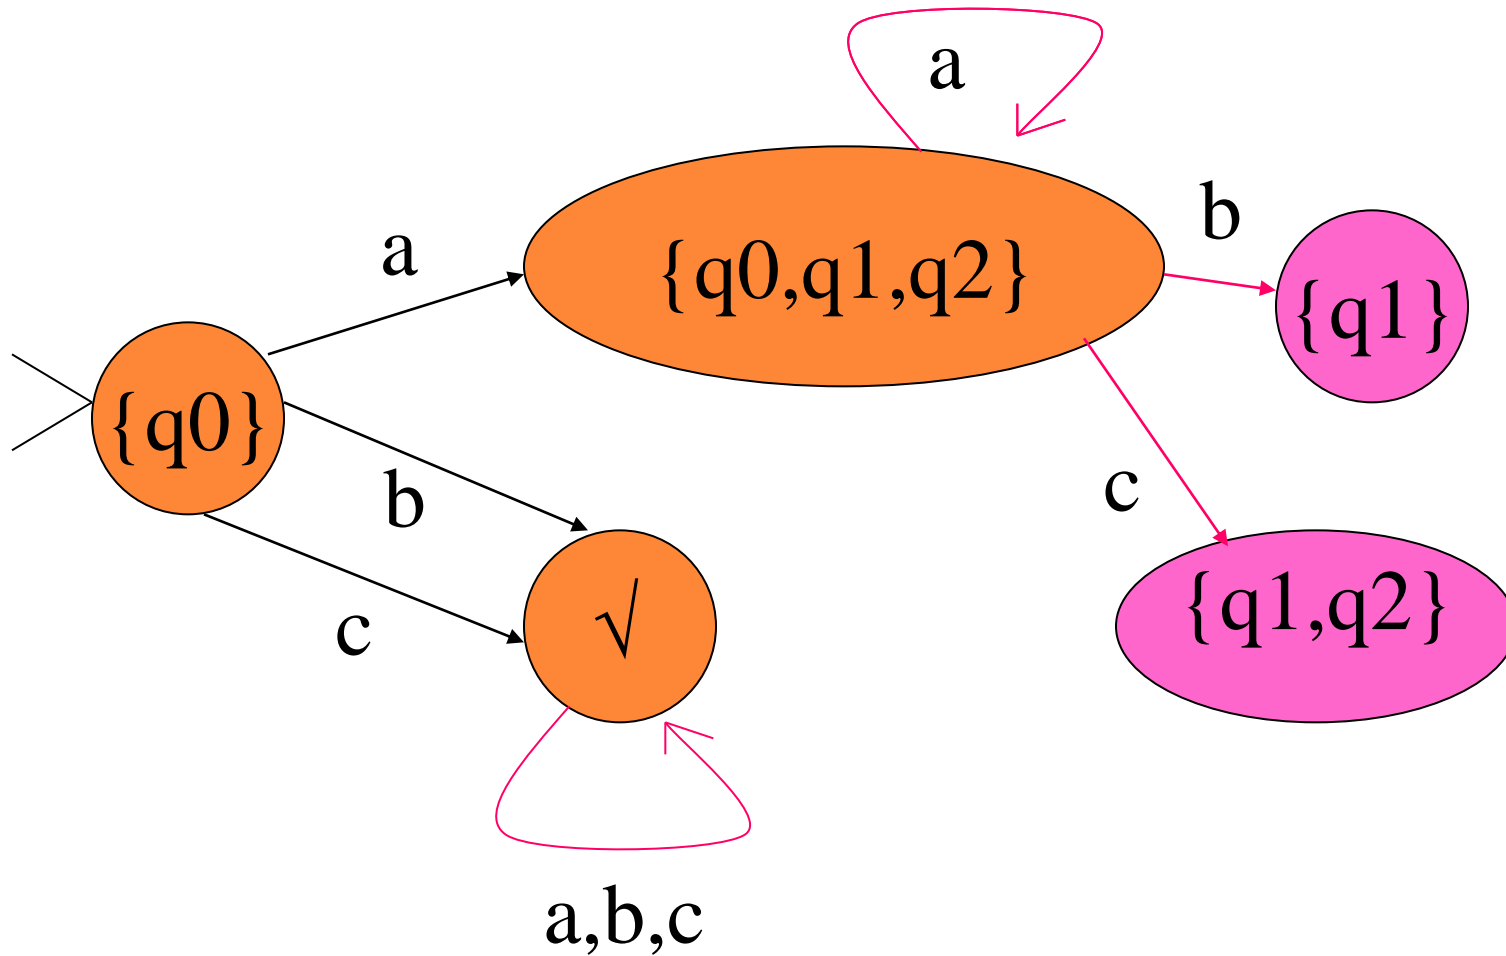 a
b
a
{q0,q1,q2}
{q1}
{q0}
b
c
{q1,q2}
√
c
a,b,c